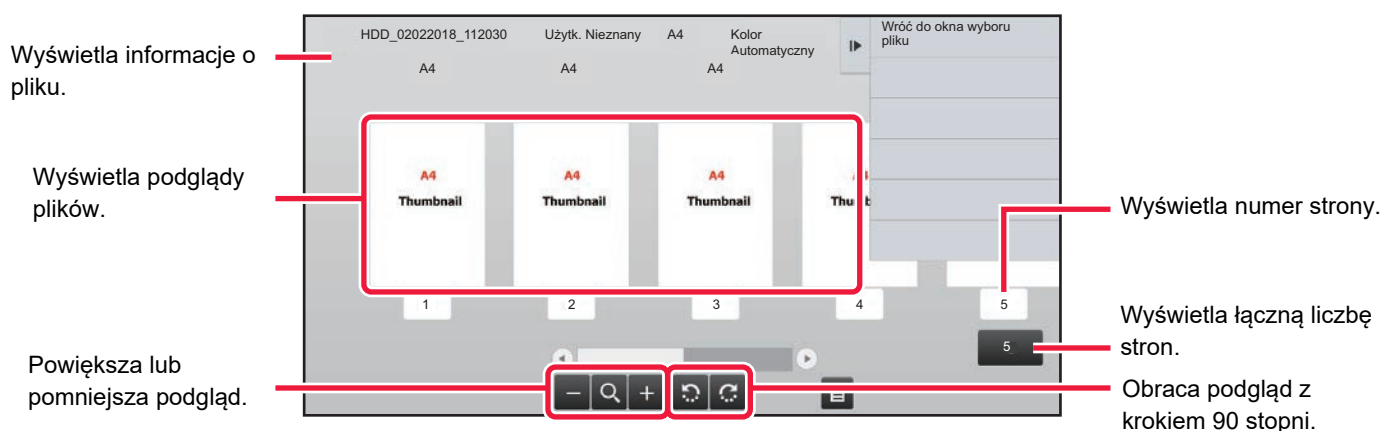 Wyświetla informacje o
pliku.
HDD_02022018_112030 Użytk. Nieznany A4 Kolor
Automatyczny
Wróć do okna wyboru
pliku
A4 A4 A4
Wyświetla podglądy
plików.
A4 A4 A4
Thumbnail Thumbnail Thumbnail
Wyświetla numer strony.
1 2 3 4 5
Wyświetla łączną liczbę
stron.
5
Powiększa lub
pomniejsza podgląd.
Obraca podgląd z
krokiem 90 stopni.